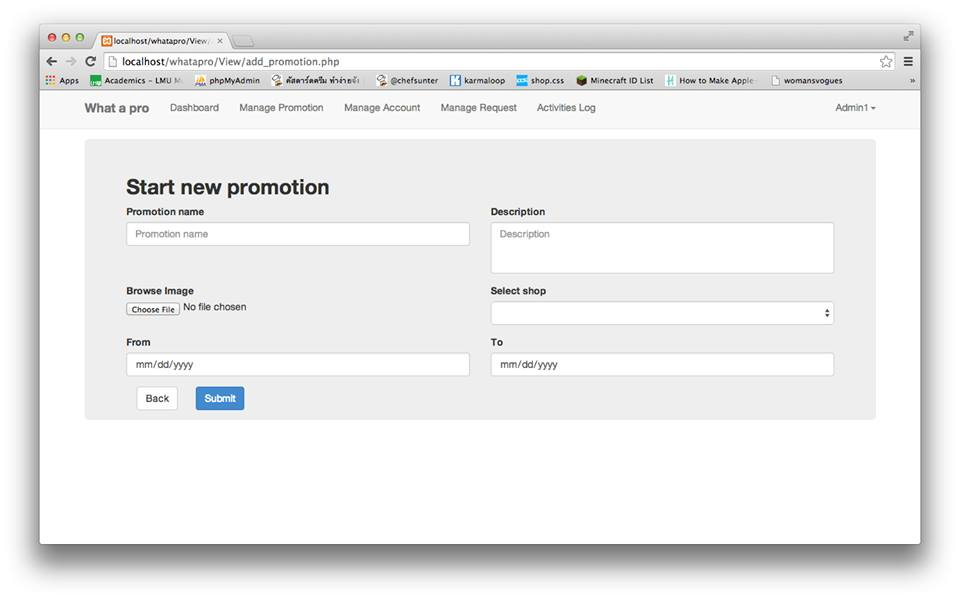 localhost/whatapro/View/
localhost/whatapro/View/add_promotion.php
Apps Academics – LMU phpMyAdmin คัสตาร์ดครีม ทำง่ายจัง @chefsunter karmaloop shop.css Minecraft ID List How to Make Apple womansvogues »
What a pro Dashboard Manage Promotion Manage Account Manage Request Activities Log Admin1
Start new promotion
Promotion name Description
Promotion name Description
Browse Image Select shop
Choose File No file chosen
From To
mm/dd/yyyy mm/dd/yyyy
Back Submit